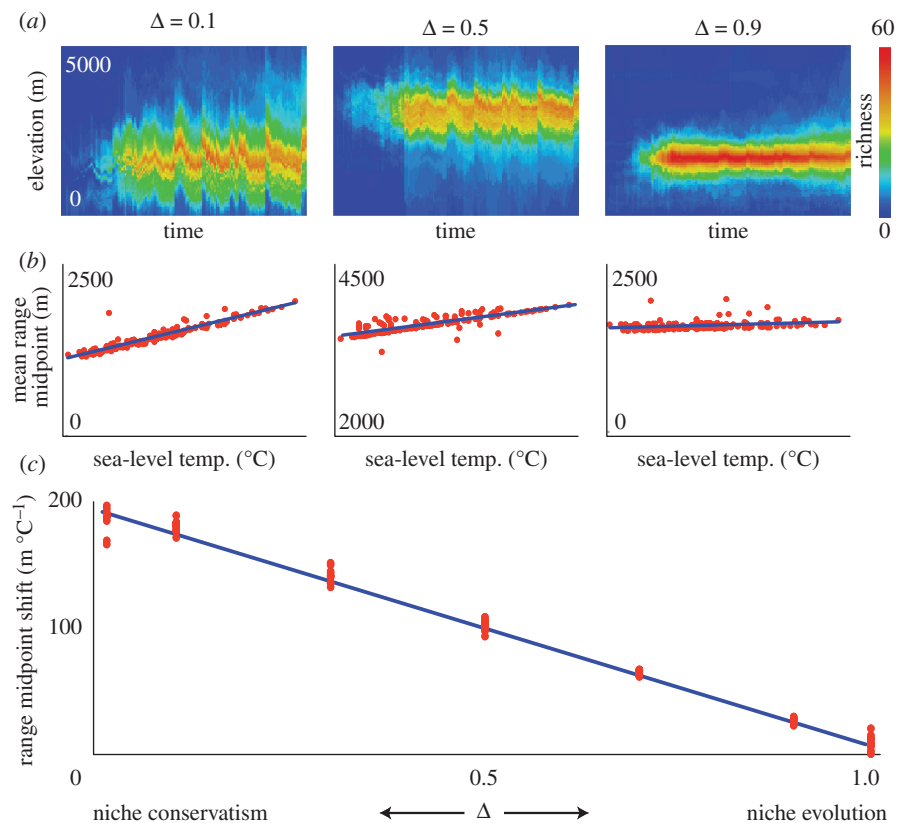 (a)
Δ = 0.1 Δ = 0.5 Δ = 0.9
60
5000
elevation (m)
0
richness
0
time time time
(b)
2500 4500 2500
mean range
midpoint (m)
0 2000 0
sea-level temp. (°C) sea-level temp. (°C) sea-level temp. (°C)
(c)
200
range midpoint shift (m °C⁻¹)
100
0 0.5 1.0
niche conservatism Δ niche evolution